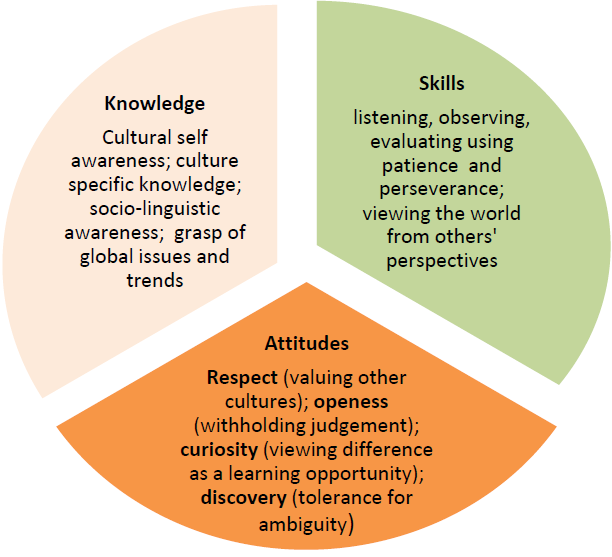 Knowledge
Cultural self
awareness; culture
specific knowledge;
socio-linguistic
awareness; grasp of
global issues and
trends
Skills
listening, observing,
evaluating using
patience and
perseverance;
viewing the world
from others'
perspectives
Attitudes
Respect (valuing other
cultures); openess
(withholding judgement);
curiosity (viewing difference
as a learning opportunity);
discovery (tolerance for
ambiguity)